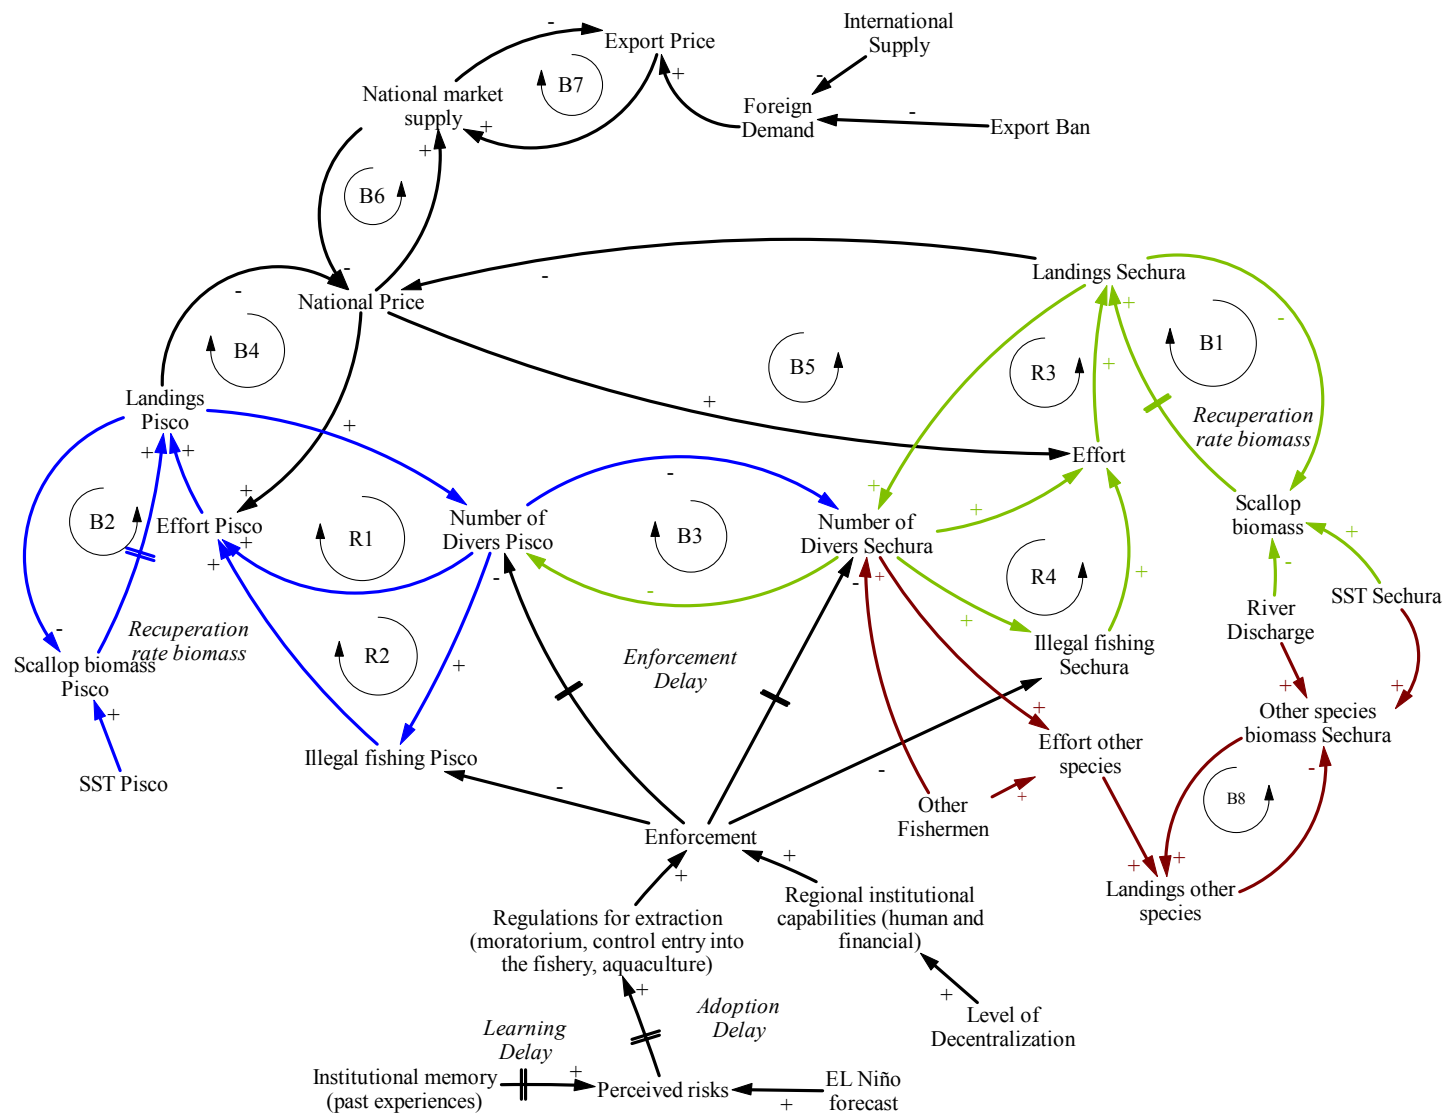 International
Supply
Export Price
-
B7
+
-
National market
supply
+
Foreign
Demand
-
Export Ban
+
B6
-
Landings Sechura
-
-
National Price
+
-
B4
B5
R3
+
B1
Landings
Pisco
+
+
Recuperation
rate biomass
+
+
Effort
+
-
+
Scallop
biomass
B2
Effort Pisco
+
+
+
R1
Number of
Divers Pisco
-
B3
+
Number of
Divers Sechura
+
-
+
-
R4
+
-
+
SST Sechura
River
Discharge
-
Recuperation
rate biomass
Scallop biomass
Pisco
R2
+
Enforcement
Delay
+
Illegal fishing
Sechura
+
+
Other species
biomass Sechura
+
SST Pisco
Illegal fishing Pisco
-
-
+
Effort other
species
-
B8
Other
Fishermen
+
Enforcement
+
+
+
+
Landings other
species
Regional institutional
capabilities (human and
financial)
Regulations for extraction
(moratorium, control entry into
the fishery, aquaculture)
+
+
Adoption
Delay
Level of
Decentralization
Learning
Delay
+
Institutional memory
(past experiences)
Perceived risks
+
EL Niño
forecast